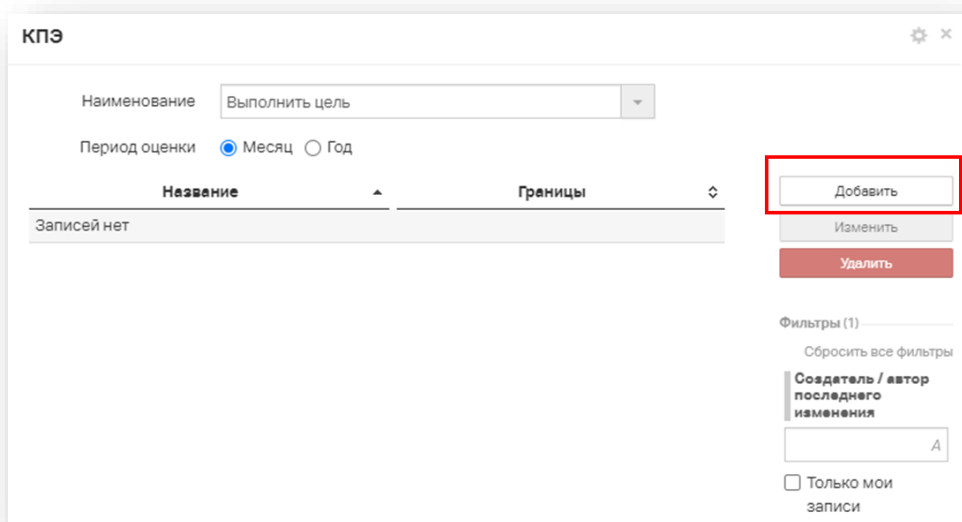 КПЭ
Наименование Выполнить цель
Период оценки Месяц Год
Название Границы
Записей нет
Добавить
Изменить
Удалить
Фильтры (1)
Сбросить все фильтры
Создатель / автор
последнего
изменения
A
Только мои
записи